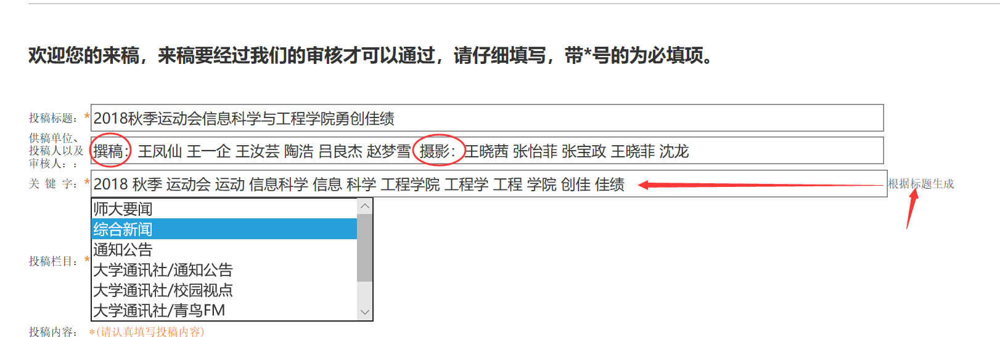 欢迎您的来稿，来稿要经过我们的审核才可以通过，请仔细填写，带*号的为必填项。
投稿标题：*2018秋季运动会信息科学与工程学院勇创佳绩
供稿单位、
投稿人以及
审核人：：
撰稿：王凤仙 王一企 王汝芸 陶浩 吕良杰 赵梦雪 摄影：王晓茜 张怡菲 张宝政 王晓菲 沈龙
关 键 字：*2018 秋季 运动会 运动 信息科学 信息 科学 工程学院 工程学 工程 学院 创佳 佳绩 根据标题生成
投稿栏目：*
师大要闻
综合新闻
通知公告
大学通讯社/通知公告
大学通讯社/校园视点
大学通讯社/青鸟FM
投稿内容： *(请认真填写投稿内容)